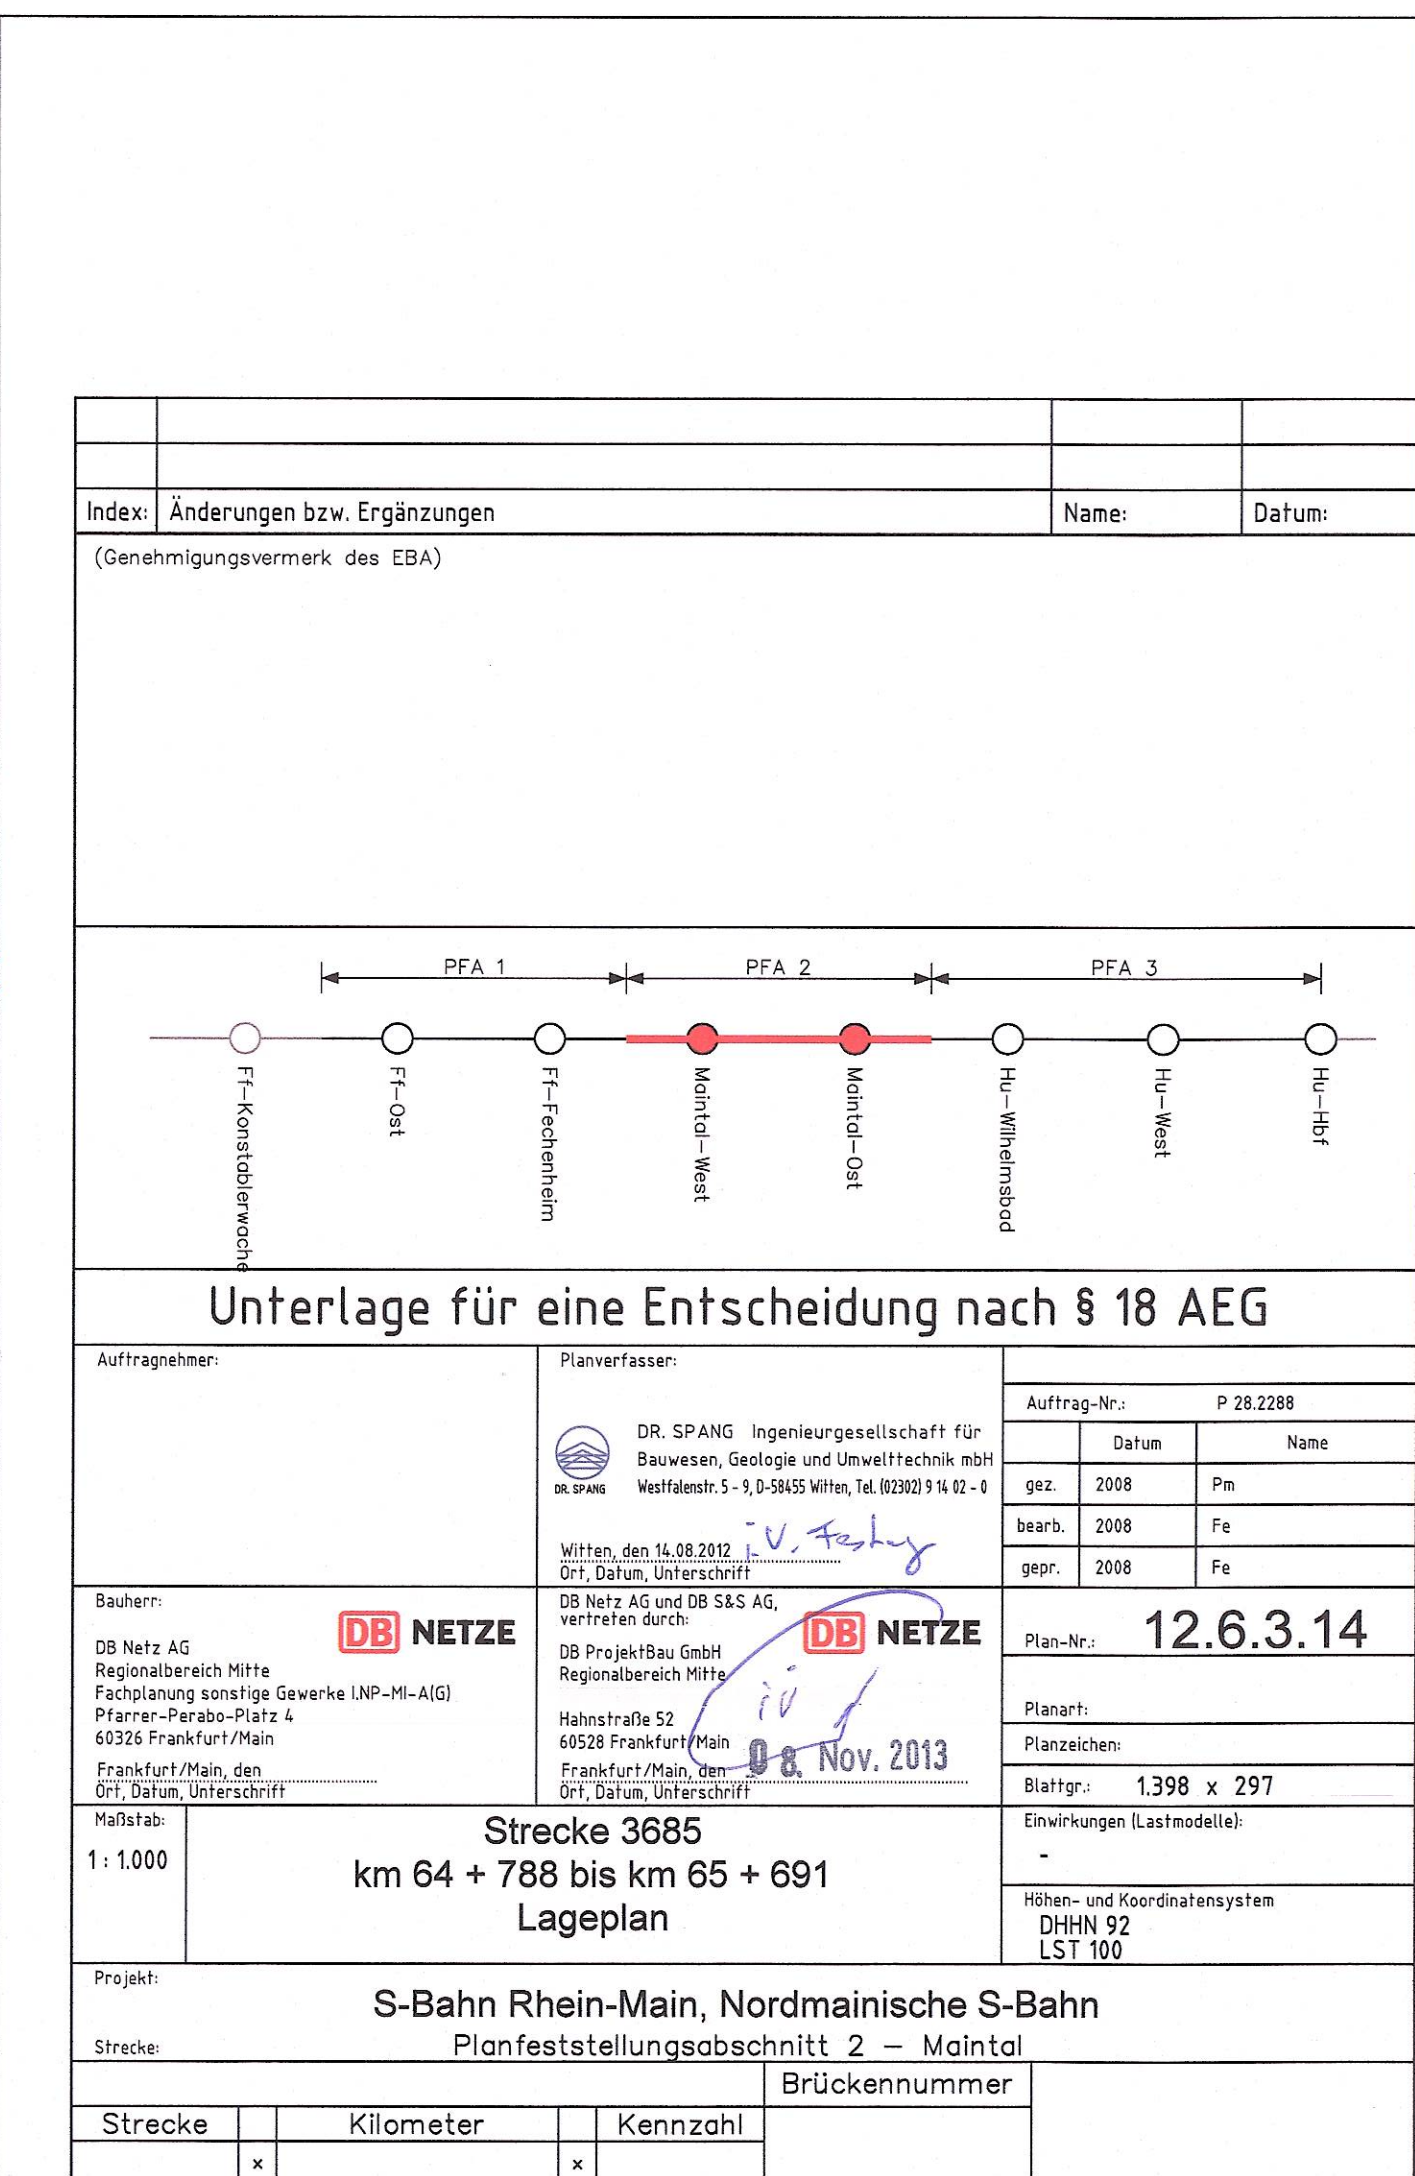 Index: Änderungen bzw. Ergänzungen Name: Datum:
(Genehmigungsvermerk des EBA)
PFA 1 PFA 2 PFA 3
Ff-Konstablerwache
Ff-Ost
Ff-Fechenheim
Maintal-West
Maintal-Ost
Hu-Wilhelmsbad
Hu-West
Hu-Hbf
Unterlage für eine Entscheidung nach § 18 AEG
Auftragnehmer:
Planverfasser:
DR. SPANG Ingenieurgesellschaft für
Bauwesen, Geologie und Umwelttechnik mbH
DR. SPANG
Westfalenstr. 5 - 9, D-58455 Witten, Tel. (02302) 9 14 02 - 0
Witten, den 14.08.2012 i.V.
Ort, Datum, Unterschrift
Auftrag-Nr.: P 28.2288
Datum Name
gez. 2008 Pm
bearb. 2008 Fe
gepr. 2008 Fe
Bauherr:
DB NETZE
DB Netz AG
Regionalbereich Mitte
Fachplanung sonstige Gewerke I.NP-MI-A(G)
Pfarrer-Perabo-Platz 4
60326 Frankfurt/Main
Frankfurt/Main, den
Ort, Datum, Unterschrift
DB Netz AG und DB S&S AG,
vertreten durch:
DB NETZE
DB ProjektBau GmbH
Regionalbereich Mitte
iV
Hahnstraße 52
60528 Frankfurt/Main
Frankfurt/Main, den 08. Nov. 2013
Ort, Datum, Unterschrift
Plan-Nr.: 12.6.3.14
Planart:
Planzeichen:
Blattgr.: 1.398 x 297
Maßstab:
1 : 1.000
Strecke 3685
km 64 + 788 bis km 65 + 691
Lageplan
Einwirkungen (Lastmodelle):
-
Höhen- und Koordinatensystem
DHHN 92
LST 100
Projekt:
S-Bahn Rhein-Main, Nordmainische S-Bahn
Strecke: Planfeststellungsabschnitt 2 - Maintal
Brückennummer
Strecke Kilometer Kennzahl
x x